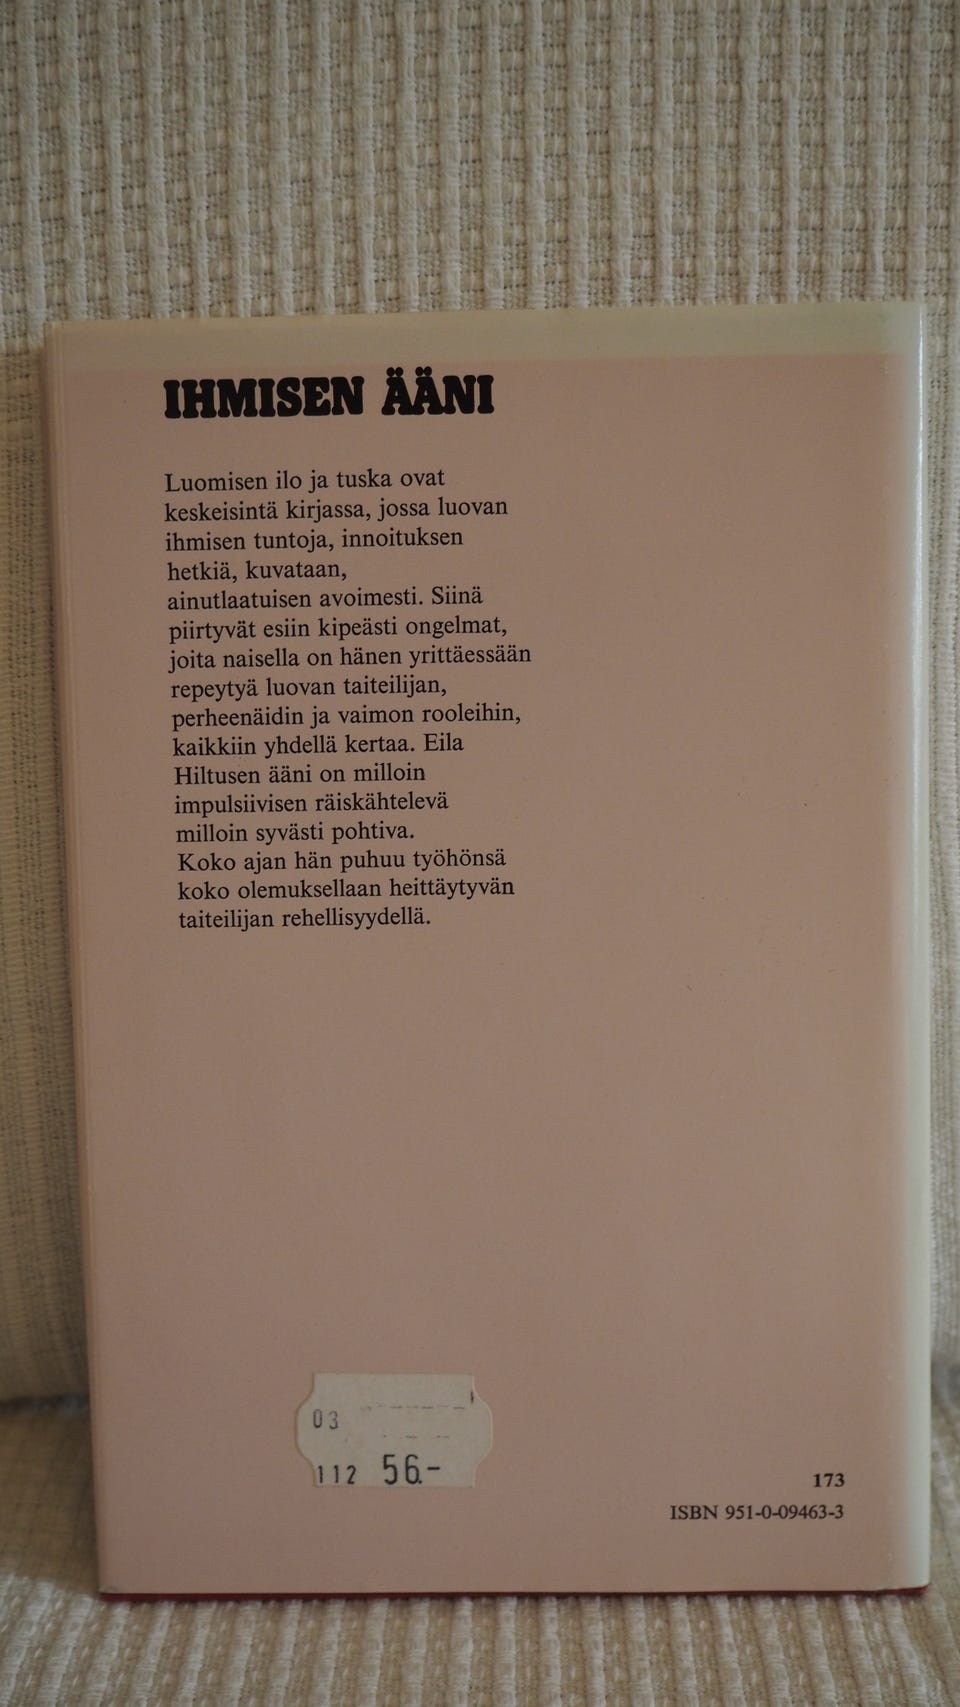 IHMISEN ÄÄNI
Luomisen ilo ja tuska ovat
keskeisintä kirjassa, jossa luovan
ihmisen tuntoja, innoituksen
hetkiä, kuvataan,
ainutlaatuisen avoimesti. Siinä
piirtyvät esiin kipeästi ongelmat,
joita naisella on hänen yrittäessään
repeytyä luovan taiteilijan,
perheenäidin ja vaimon rooleihin,
kaikkiin yhdellä kertaa. Eila
Hiltusen ääni on milloin
impulsiivisen räiskähtelevä
milloin syvästi pohtiva.
Koko ajan hän puhuu työhönsä
koko olemuksellaan heittäytyvän
taiteilijan rehellisyydellä.
03
112 56.-
173
ISBN 951-0-09463-3